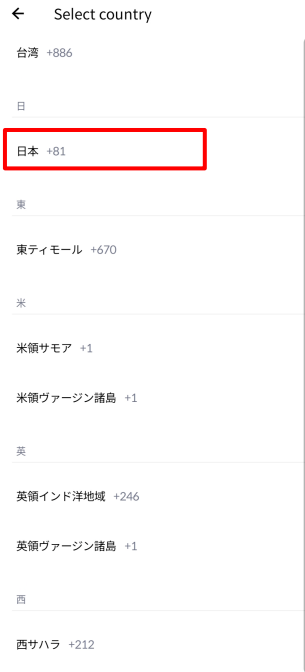 Select country
台湾 +886
日
日本 +81
東
東ティモール +670
米
米領サモア +1
米領ヴァージン諸島 +1
英
英領インド洋地域 +246
英領ヴァージン諸島 +1
西
西サハラ +212